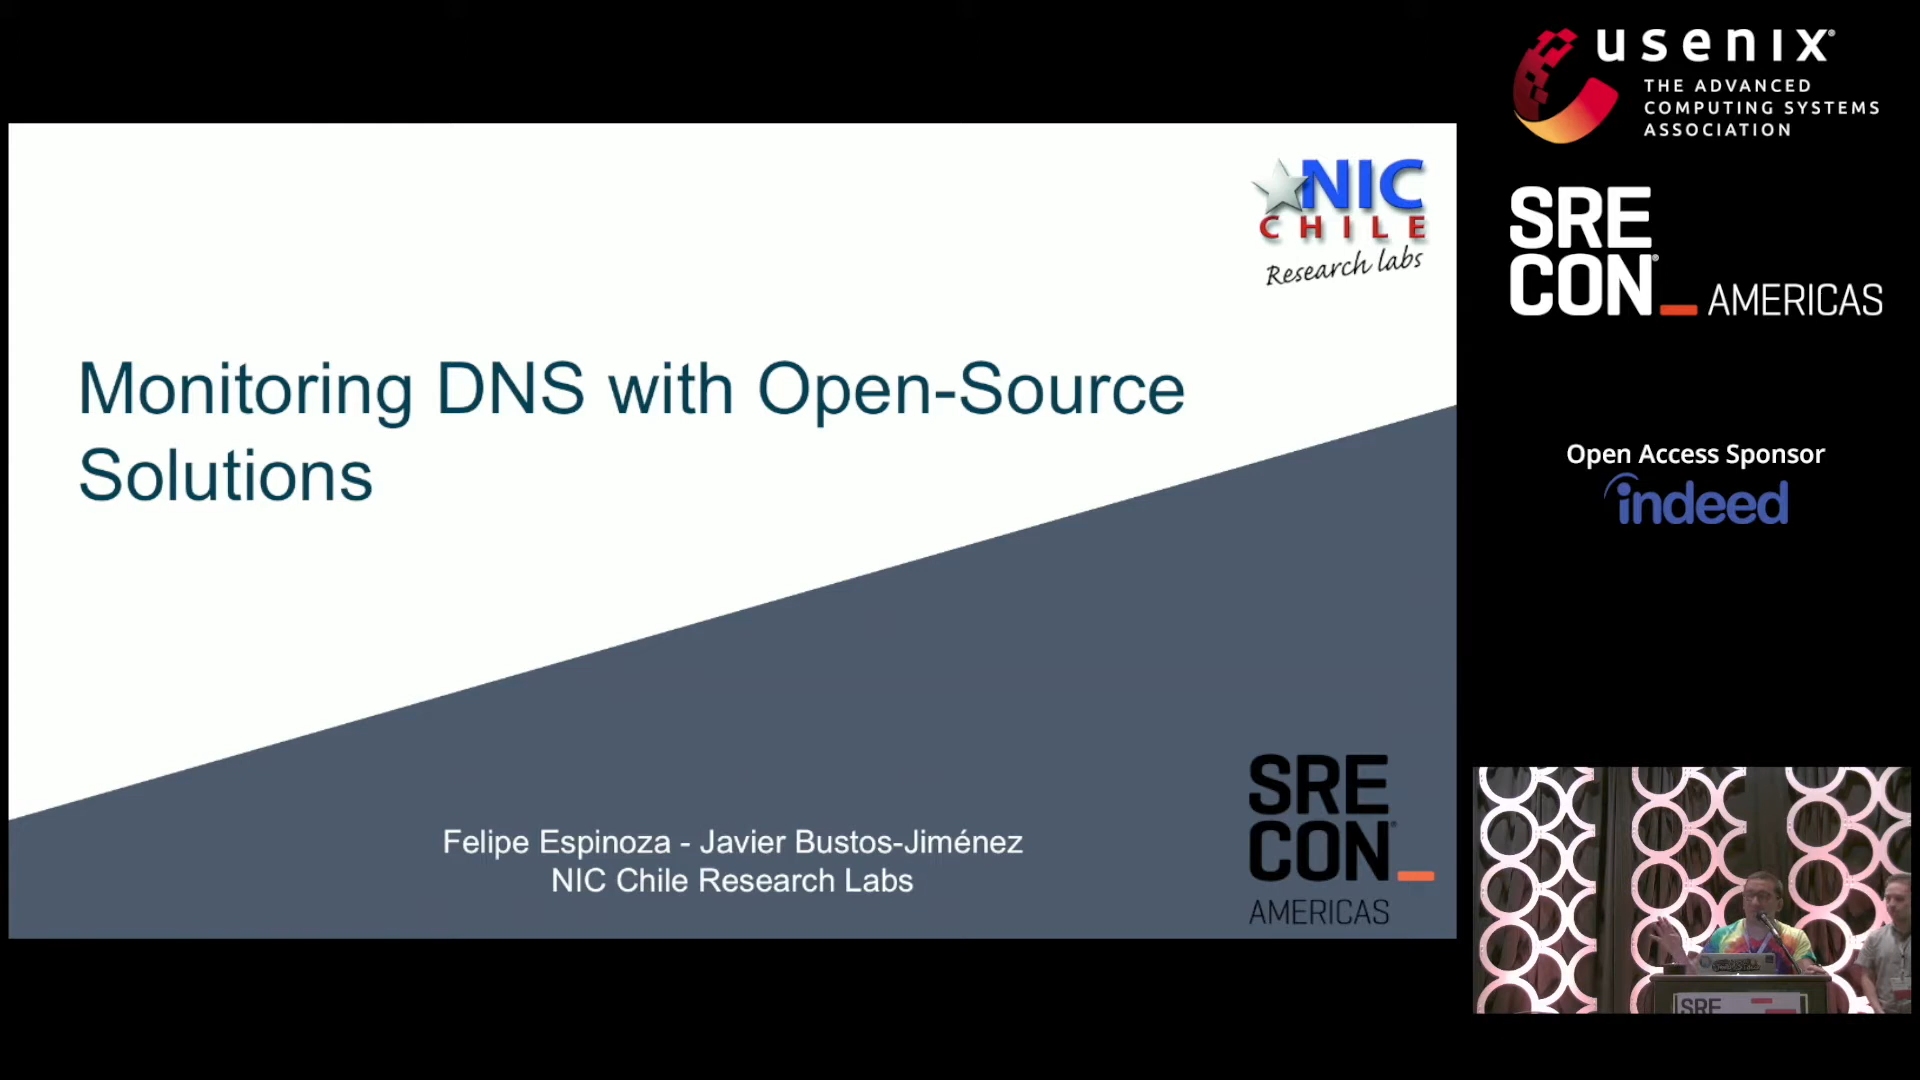 NIC
CHILE
Research labs
Monitoring DNS with Open-Source
Solutions
Felipe Espinoza - Javier Bustos-Jiménez
NIC Chile Research Labs
SRE
CON
AMERICAS
usenix
THE ADVANCED
COMPUTING SYSTEMS
ASSOCIATION
SRE
CON
AMERICAS
Open Access Sponsor
indeed
SRE